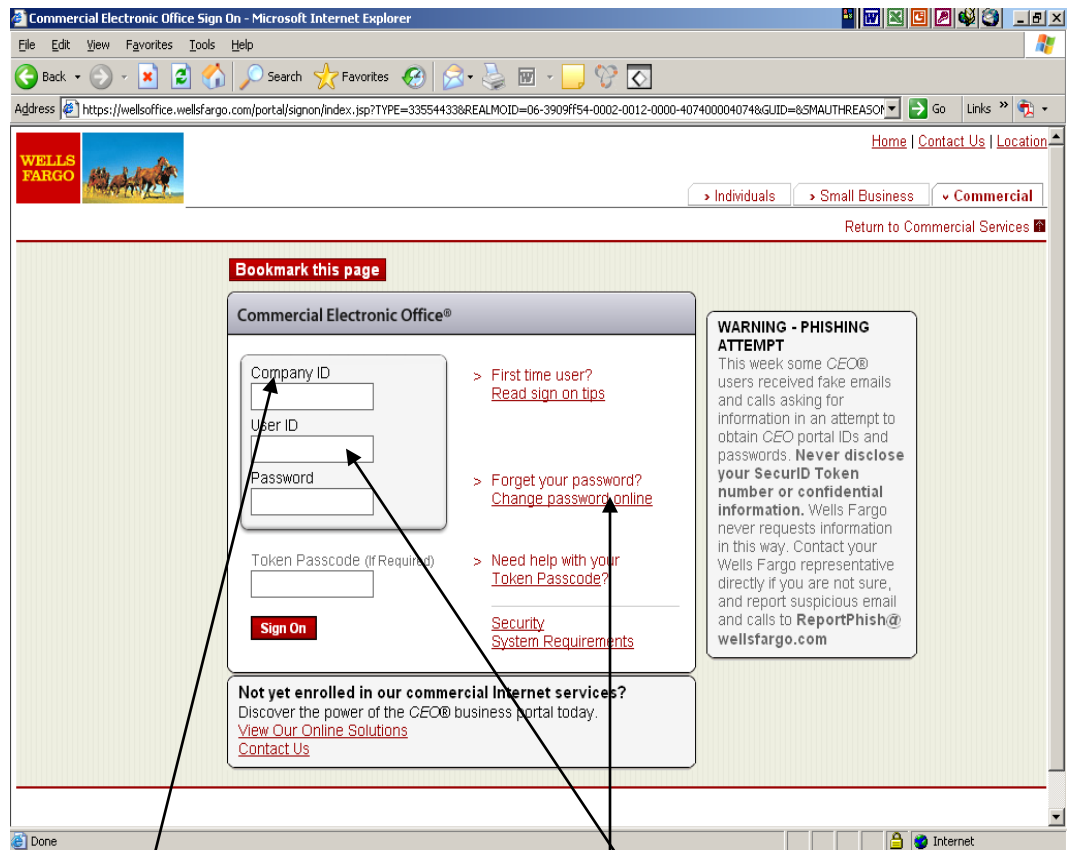 Commercial Electronic Office Sign On - Microsoft Internet Explorer
File Edit View Favorites Tools Help
Back Search Favorites
Address https://wellsoffice.wellsfargo.com/portal/signon/index.jsp?TYPE=33554433&REALMOID=06-3909ff54-0002-0012-0000-407400004074&GUID=&SMAUTHREASON Go Links »
WELLS
FARGO
Home | Contact Us | Location
› Individuals › Small Business Commercial
Return to Commercial Services
Bookmark this page
Commercial Electronic Office®
Company ID
User ID
Password
Token Passcode (If Required)
Sign On
> First time user?
Read sign on tips
> Forget your password?
Change password online
> Need help with your
Token Passcode?
Security
System Requirements
WARNING - PHISHING
ATTEMPT
This week some CEO®
users received fake emails
and calls asking for
information in an attempt to
obtain CEO portal IDs and
passwords. Never disclose
your SecurID Token
number or confidential
information. Wells Fargo
never requests information
in this way. Contact your
Wells Fargo representative
directly if you are not sure,
and report suspicious email
and calls to ReportPhish@
wellsfargo.com
Not yet enrolled in our commercial Internet services?
Discover the power of the CEO® business portal today.
View Our Online Solutions
Contact Us
Done Internet